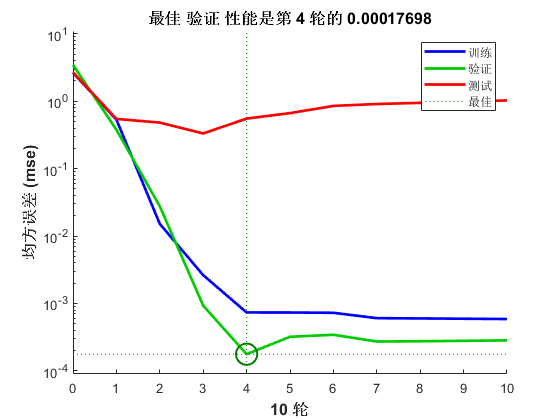 最佳 验证 性能是第 4 轮的 0.00017698
10^1
10^0
10^-1
10^-2
10^-3
10^-4
均方误差 (mse)
训练
验证
测试
最佳
0 1 2 3 4 5 6 7 8 9 10
10 轮